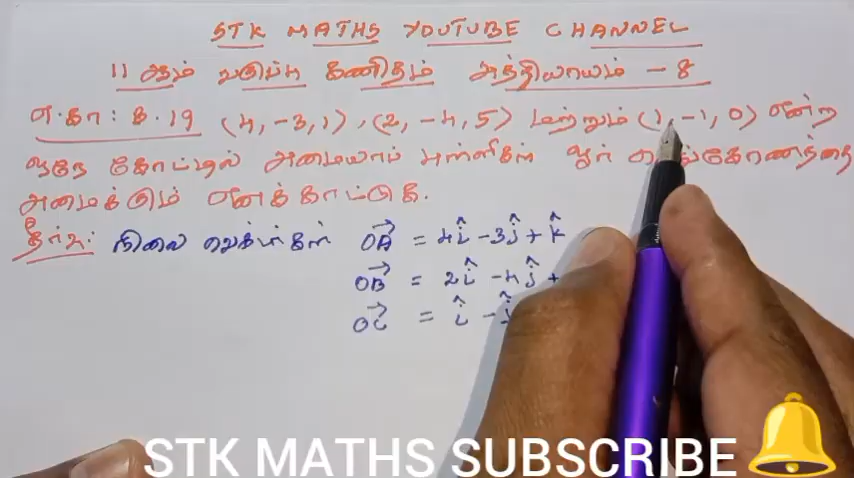 STK MATHS YOUTUBE CHANNEL
11 ஆம் வகுப்பு கணிதம் அத்தியாயம் - 8
எ.கா : 8.19 (4, -3, 1), (2, -4, 5) மற்றும் (1, -1, 0) என்ற
ஒரே கோட்டில் அமையாப் புள்ளிகள் ஓர்
அமைக்கும் எனக்காட்டுக.
தீர்வு: நிலை வெக்டர்கள் OA⃗ = 4î - 3ĵ + k̂
OB⃗ = 2î - 4ĵ +
OC⃗ = î - ĵ
STK MATHS SUBSCRIBE